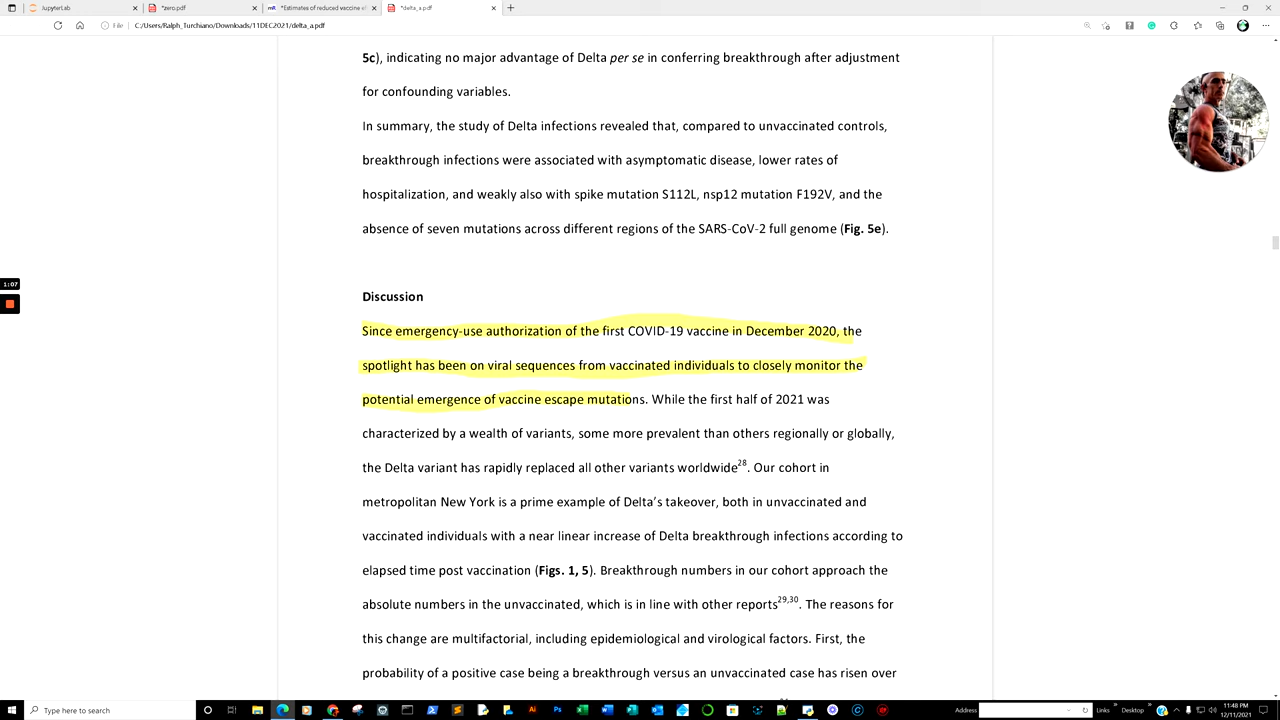 JupyterLab
*zero.pdf
*Estimates of reduced vaccine ef
*delta_a.pdf
File
C:/Users/Ralph_Turchiano/Downloads/11DEC2021/delta_a.pdf
5c), indicating no major advantage of Delta per se in conferring breakthrough after adjustment
for confounding variables.
In summary, the study of Delta infections revealed that, compared to unvaccinated controls,
breakthrough infections were associated with asymptomatic disease, lower rates of
hospitalization, and weakly also with spike mutation S112L, nsp12 mutation F192V, and the
absence of seven mutations across different regions of the SARS-CoV-2 full genome (Fig. 5e).
1:07
Discussion
Since emergency-use authorization of the first COVID-19 vaccine in December 2020, the
spotlight has been on viral sequences from vaccinated individuals to closely monitor the
potential emergence of vaccine escape mutations. While the first half of 2021 was
characterized by a wealth of variants, some more prevalent than others regionally or globally,
the Delta variant has rapidly replaced all other variants worldwide28. Our cohort in
metropolitan New York is a prime example of Delta's takeover, both in unvaccinated and
vaccinated individuals with a near linear increase of Delta breakthrough infections according to
elapsed time post vaccination (Figs. 1, 5). Breakthrough numbers in our cohort approach the
absolute numbers in the unvaccinated, which is in line with other reports29,30. The reasons for
this change are multifactorial, including epidemiological and virological factors. First, the
probability of a positive case being a breakthrough versus an unvaccinated case has risen over
Type here to search
Address
Links
Desktop
11:48 PM
12/11/2021